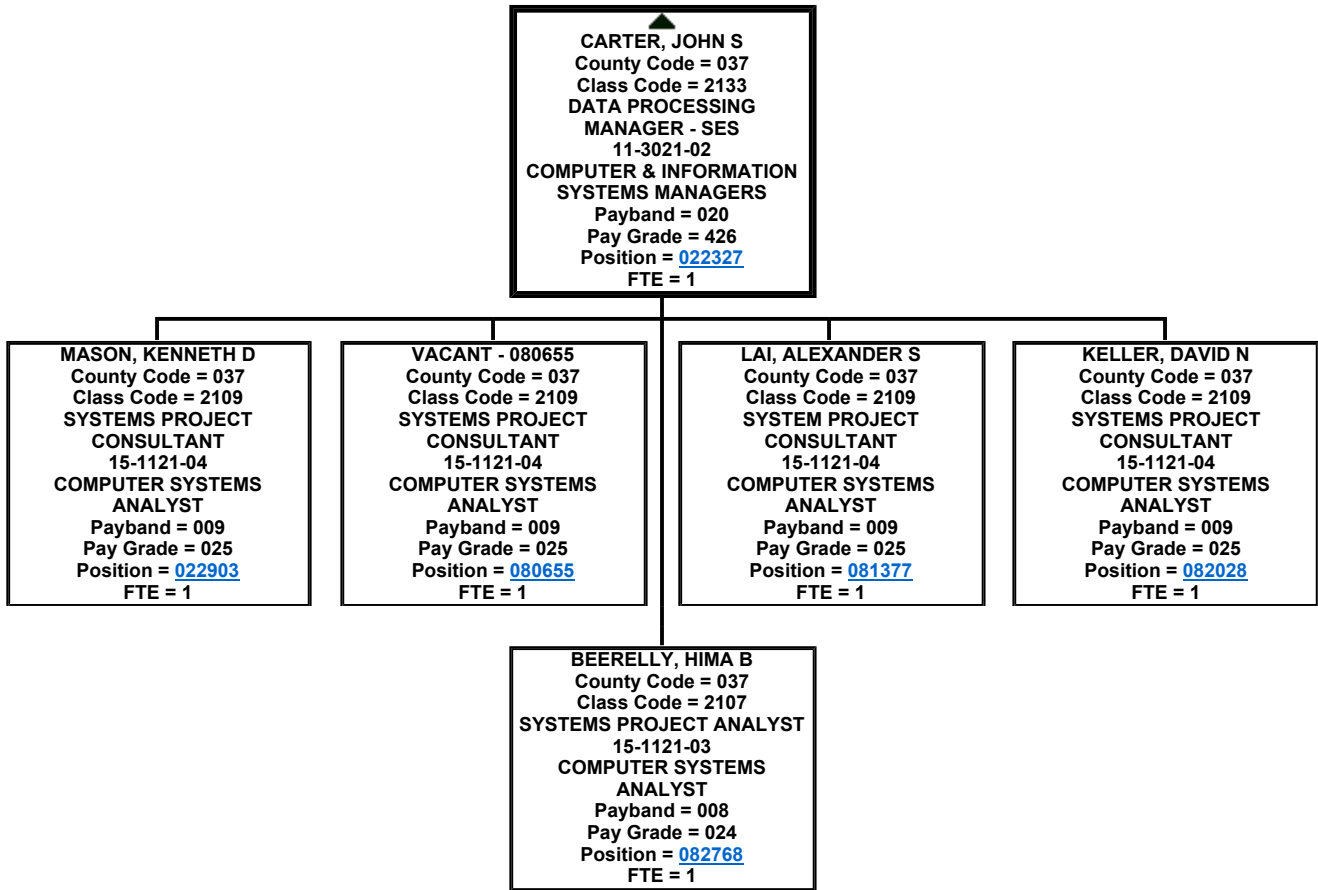 CARTER, JOHN S
County Code = 037
Class Code = 2133
DATA PROCESSING
MANAGER - SES
11-3021-02
COMPUTER & INFORMATION
SYSTEMS MANAGERS
Payband = 020
Pay Grade = 426
Position = 022327
FTE = 1
MASON, KENNETH D
County Code = 037
Class Code = 2109
SYSTEMS PROJECT
CONSULTANT
15-1121-04
COMPUTER SYSTEMS
ANALYST
Payband = 009
Pay Grade = 025
Position = 022903
FTE = 1
VACANT - 080655
County Code = 037
Class Code = 2109
SYSTEMS PROJECT
CONSULTANT
15-1121-04
COMPUTER SYSTEMS
ANALYST
Payband = 009
Pay Grade = 025
Position = 080655
FTE = 1
LAI, ALEXANDER S
County Code = 037
Class Code = 2109
SYSTEM PROJECT
CONSULTANT
15-1121-04
COMPUTER SYSTEMS
ANALYST
Payband = 009
Pay Grade = 025
Position = 081377
FTE = 1
KELLER, DAVID N
County Code = 037
Class Code = 2109
SYSTEMS PROJECT
CONSULTANT
15-1121-04
COMPUTER SYSTEMS
ANALYST
Payband = 009
Pay Grade = 025
Position = 082028
FTE = 1
BEERELLY, HIMA B
County Code = 037
Class Code = 2107
SYSTEMS PROJECT ANALYST
15-1121-03
COMPUTER SYSTEMS
ANALYST
Payband = 008
Pay Grade = 024
Position = 082768
FTE = 1